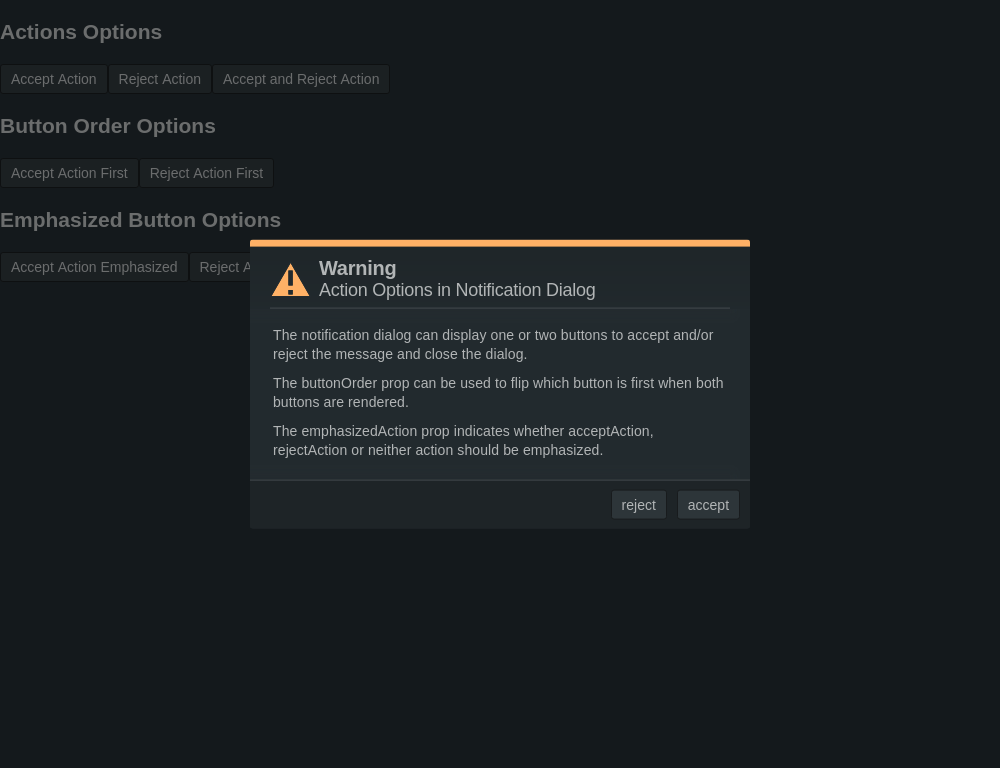 Actions Options
Accept Action Reject Action Accept and Reject Action
Button Order Options
Accept Action First Reject Action First
Emphasized Button Options
Accept Action Emphasized Reject
Warning
Action Options in Notification Dialog
The notification dialog can display one or two buttons to accept and/or
reject the message and close the dialog.
The buttonOrder prop can be used to flip which button is first when both
buttons are rendered.
The emphasizedAction prop indicates whether acceptAction,
rejectAction or neither action should be emphasized.
reject accept